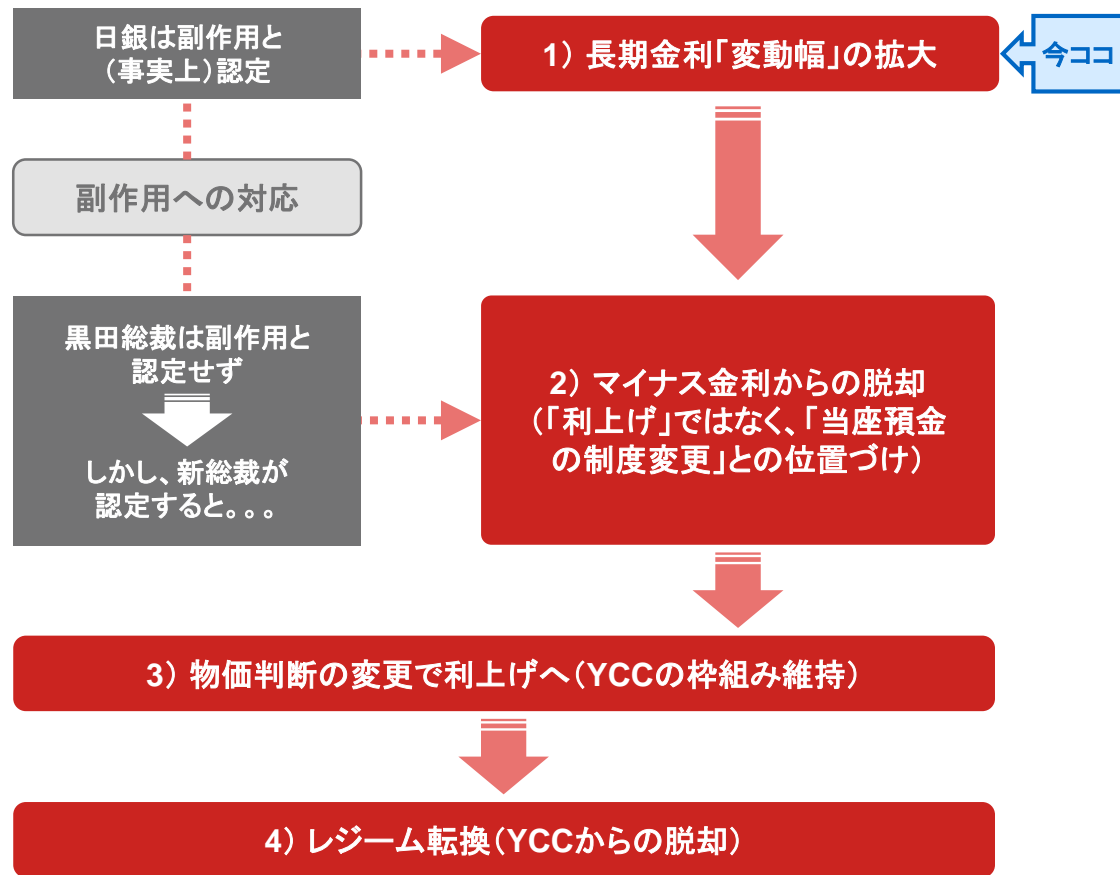 日銀は副作用と
（事実上）認定
1） 長期金利「変動幅」の拡大
今ココ
副作用への対応
黒田総裁は副作用と
認定せず
しかし、新総裁が
認定すると。。。
2） マイナス金利からの脱却
（「利上げ」ではなく、「当座預金
の制度変更」との位置づけ）
3） 物価判断の変更で利上げへ（YCCの枠組み維持）
4） レジーム転換（YCCからの脱却）